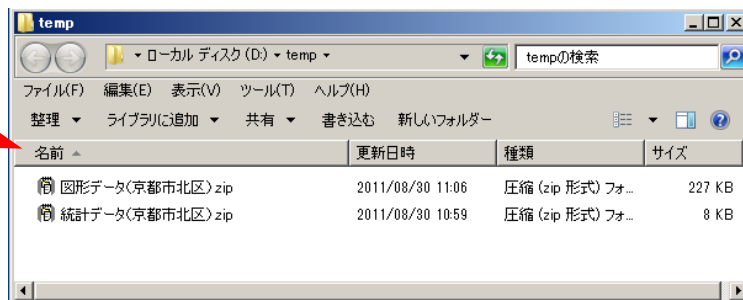 temp
ローカル ディスク (D:) temp
tempの検索
ファイル(F) 編集(E) 表示(V) ツール(T) ヘルプ(H)
整理 ライブラリに追加 共有 書き込む 新しいフォルダー
名前 更新日時 種類 サイズ
図形データ(京都市北区).zip 2011/08/30 11:06 圧縮 (zip 形式) フォ... 227 KB
統計データ(京都市北区).zip 2011/08/30 10:59 圧縮 (zip 形式) フォ... 8 KB